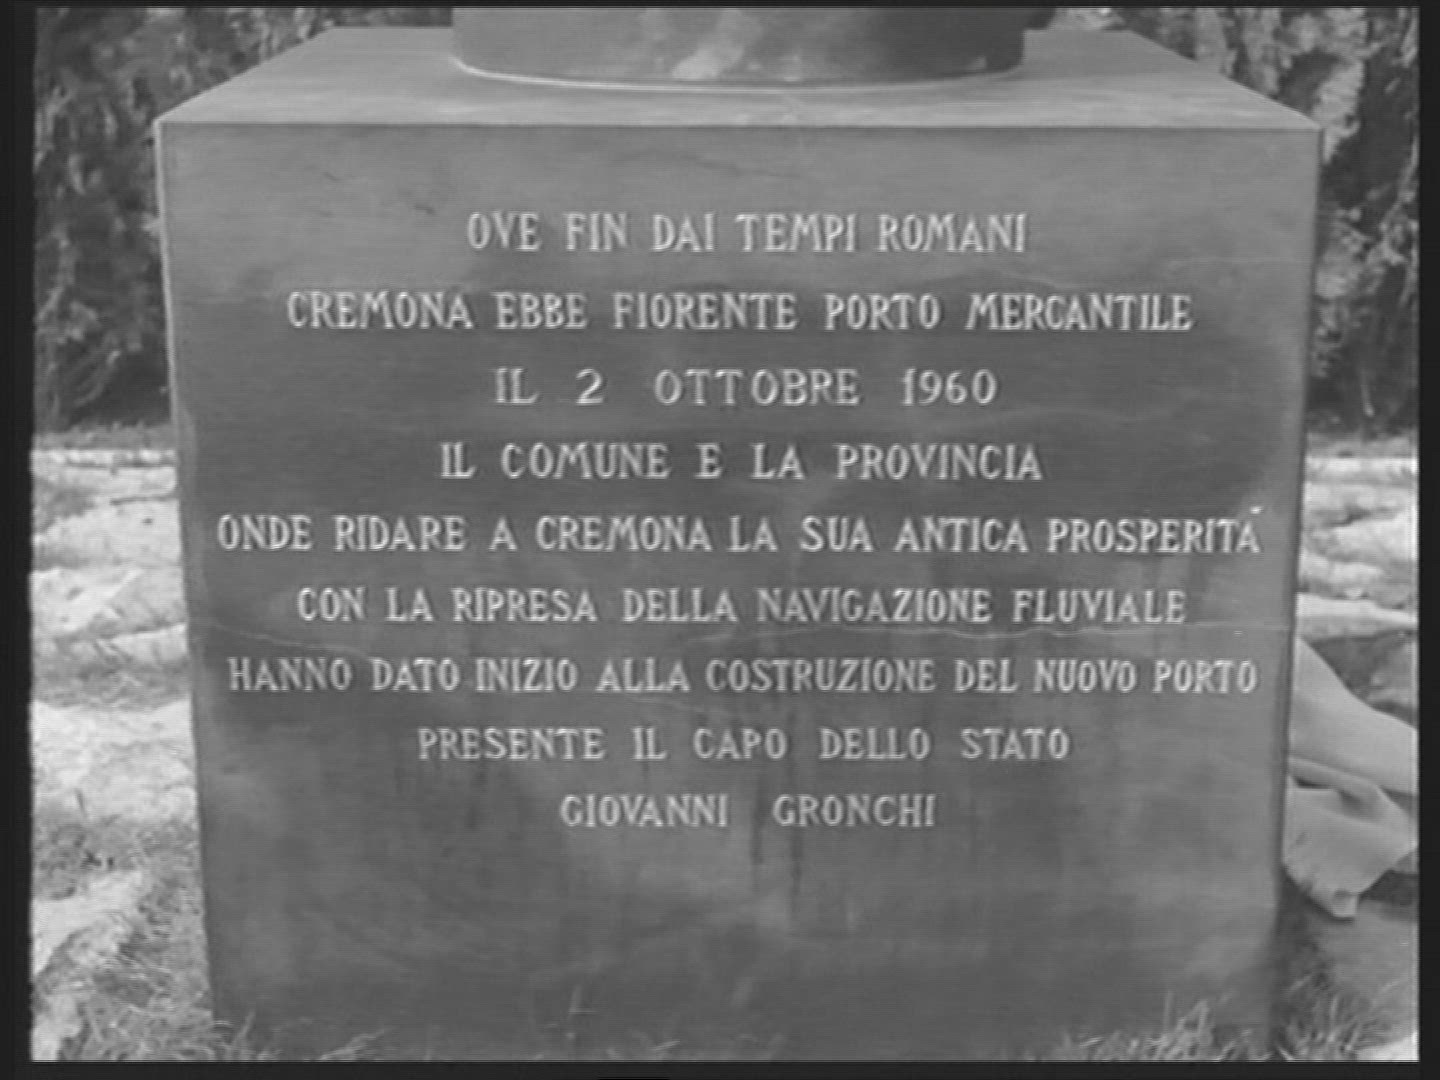 OVE FIN DAI TEMPI ROMANI
CREMONA EBBE FIORENTE PORTO MERCANTILE
IL 2 OTTOBRE 1960
IL COMUNE E LA PROVINCIA
ONDE RIDARE A CREMONA LA SUA ANTICA PROSPERITÀ
CON LA RIPRESA DELLA NAVIGAZIONE FLUVIALE
HANNO DATO INIZIO ALLA COSTRUZIONE DEL NUOVO PORTO
PRESENTE IL CAPO DELLO STATO
GIOVANNI GRONCHI